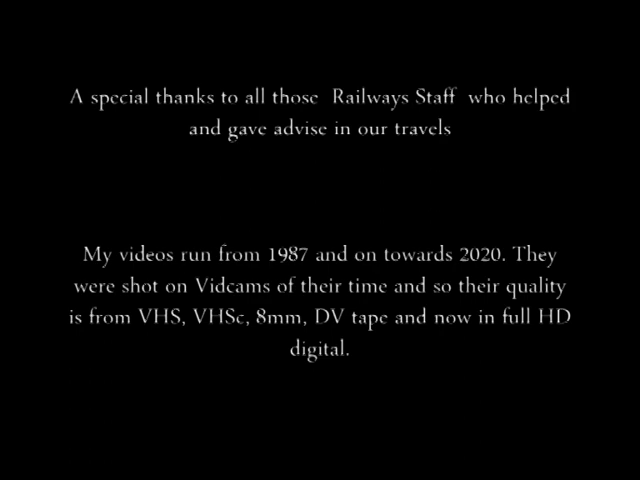 A special thanks to all those  Railways Staff  who helped
and gave advise in our travels
My videos run from 1987 and on towards 2020. They
were shot on Vidcams of their time and so their quality
is from VHS, VHSc, 8mm, DV tape and now in full HD
digital.